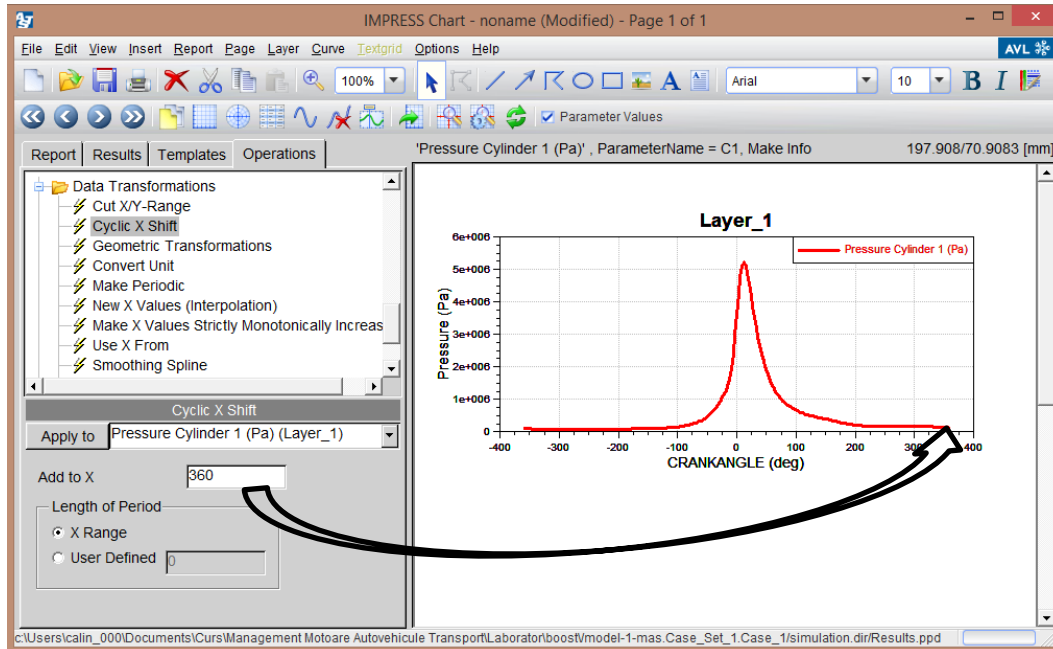 IMPRESS Chart - noname (Modified) - Page 1 of 1
File Edit View Insert Report Page Layer Curve Textgrid Options Help
AVL
100%
A
Arial
10
B I
Parameter Values
Report Results Templates Operations
'Pressure Cylinder 1 (Pa)' , ParameterName = C1, Make Info
197.908/70.9083 [mm]
Data Transformations
Cut X/Y-Range
Cyclic X Shift
Geometric Transformations
Convert Unit
Make Periodic
New X Values (Interpolation)
Make X Values Strictly Monotonically Increas
Use X From
Smoothing Spline
Cyclic X Shift
Apply to Pressure Cylinder 1 (Pa) (Layer_1)
Add to X 360
Length of Period
X Range
User Defined 0
Layer_1
Pressure Cylinder 1 (Pa)
Pressure (Pa)
6e+006
5e+006
4e+006
3e+006
2e+006
1e+006
0
-400 -300 -200 -100 0 100 200 300 400
CRANKANGLE (deg)
c:\Users\calin_000\Documents\Curs\Management Motoare Autovehicule Transport\Laborator\boost\model-1-mas.Case_Set_1.Case_1/simulation.dir/Results.ppd